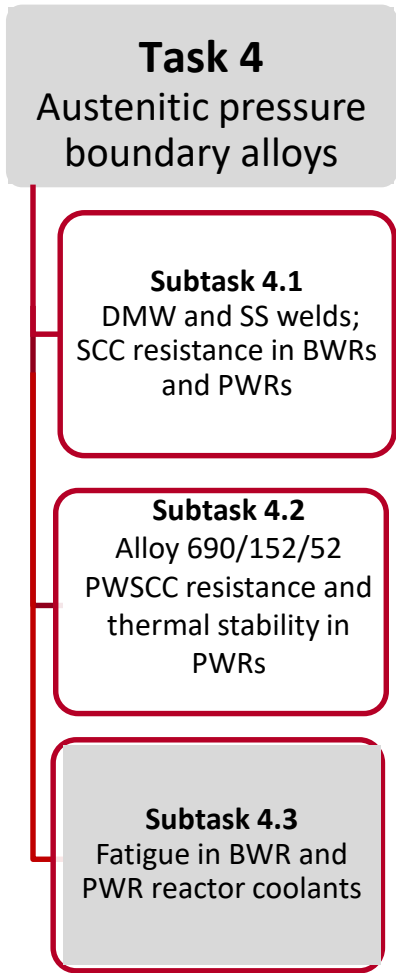 Task 4
Austenitic pressure
boundary alloys
Subtask 4.1
DMW and SS welds;
SCC resistance in BWRs
and PWRs
Subtask 4.2
Alloy 690/152/52
PWSCC resistance and
thermal stability in
PWRs
Subtask 4.3
Fatigue in BWR and
PWR reactor coolants